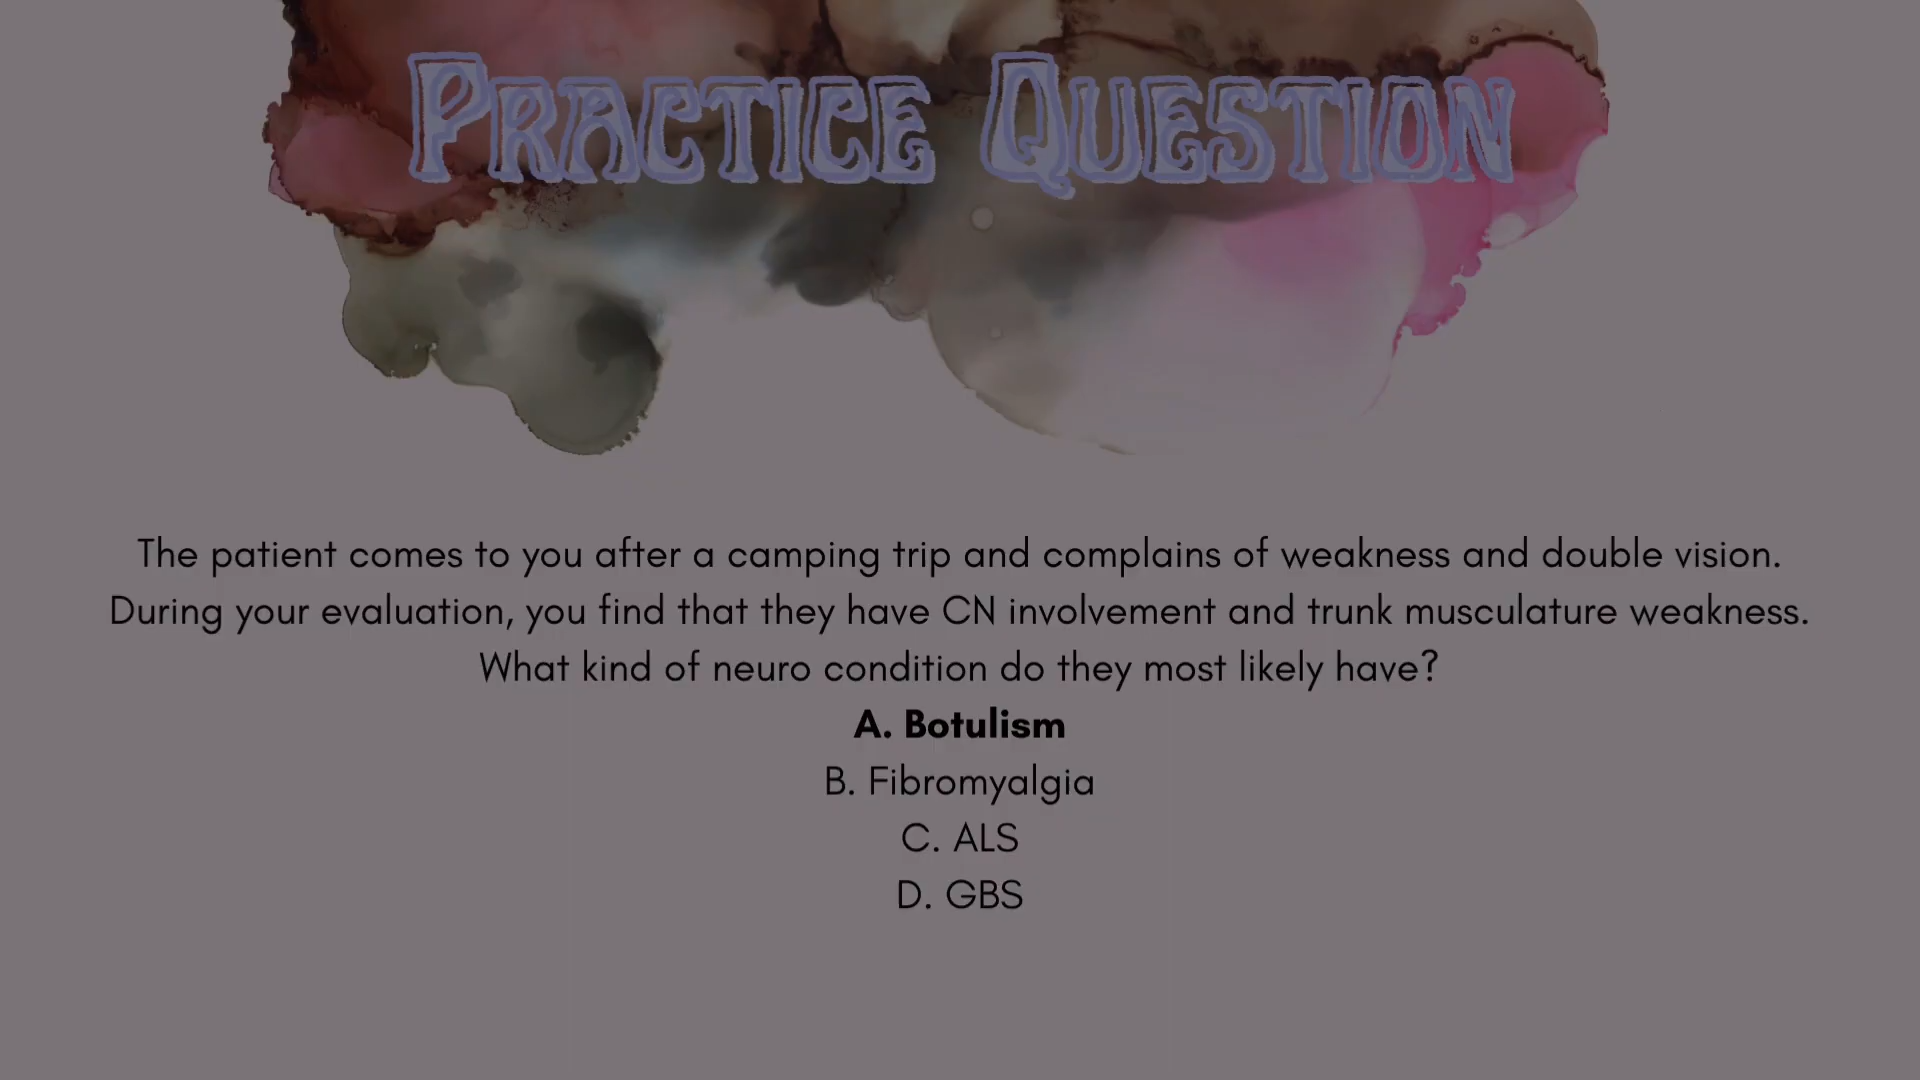 Practice Question
The patient comes to you after a camping trip and complains of weakness and double vision.
During your evaluation, you find that they have CN involvement and trunk musculature weakness.
What kind of neuro condition do they most likely have?
A. Botulism
B. Fibromyalgia
C. ALS
D. GBS